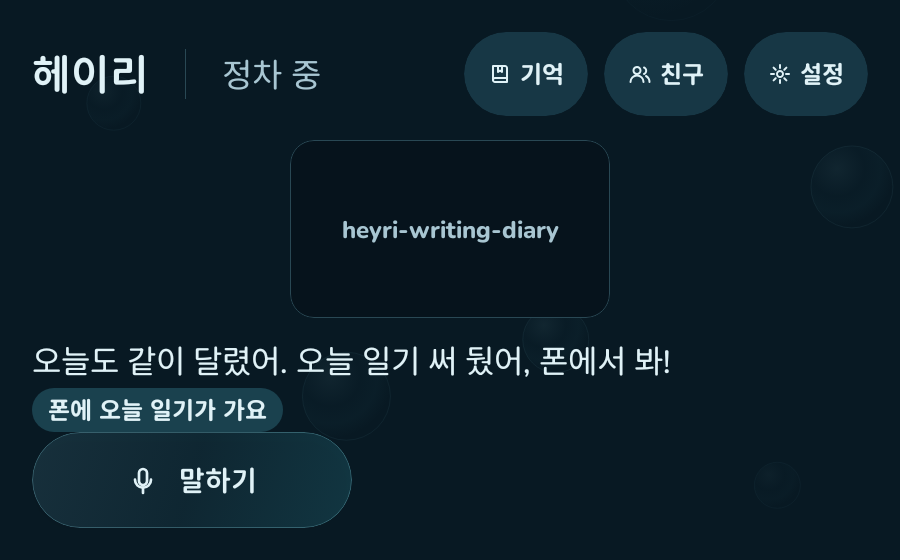 헤이리
정차 중
기억
친구
설정
heyri-writing-diary
오늘도 같이 달렸어. 오늘 일기 써 뒀어, 폰에서 봐!
폰에 오늘 일기가 가요
말하기